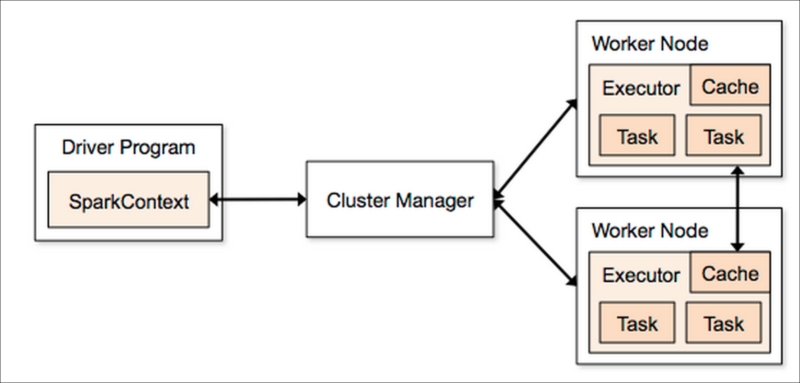 Driver Program
SparkContext
Cluster Manager
Worker Node
Executor
Cache
Task
Task
Worker Node
Executor
Cache
Task
Task